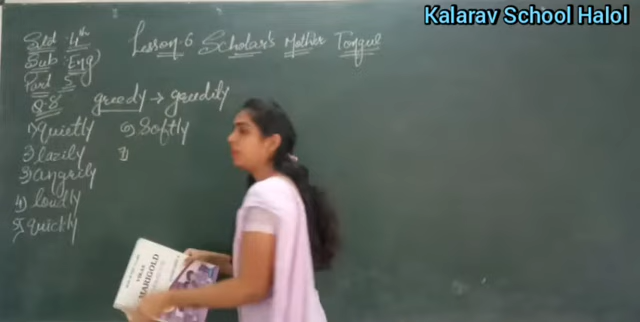 Kalarav School Halol
Std :4th
Lesson:6 Scholar's Mother Tongue
Sub :Eng
Part 5
Q.8
greedy → greedily
1) quietly
6) Softly
2) lazily
7)
3) angrily
4) loudly
5) quickly
MARIGOLD